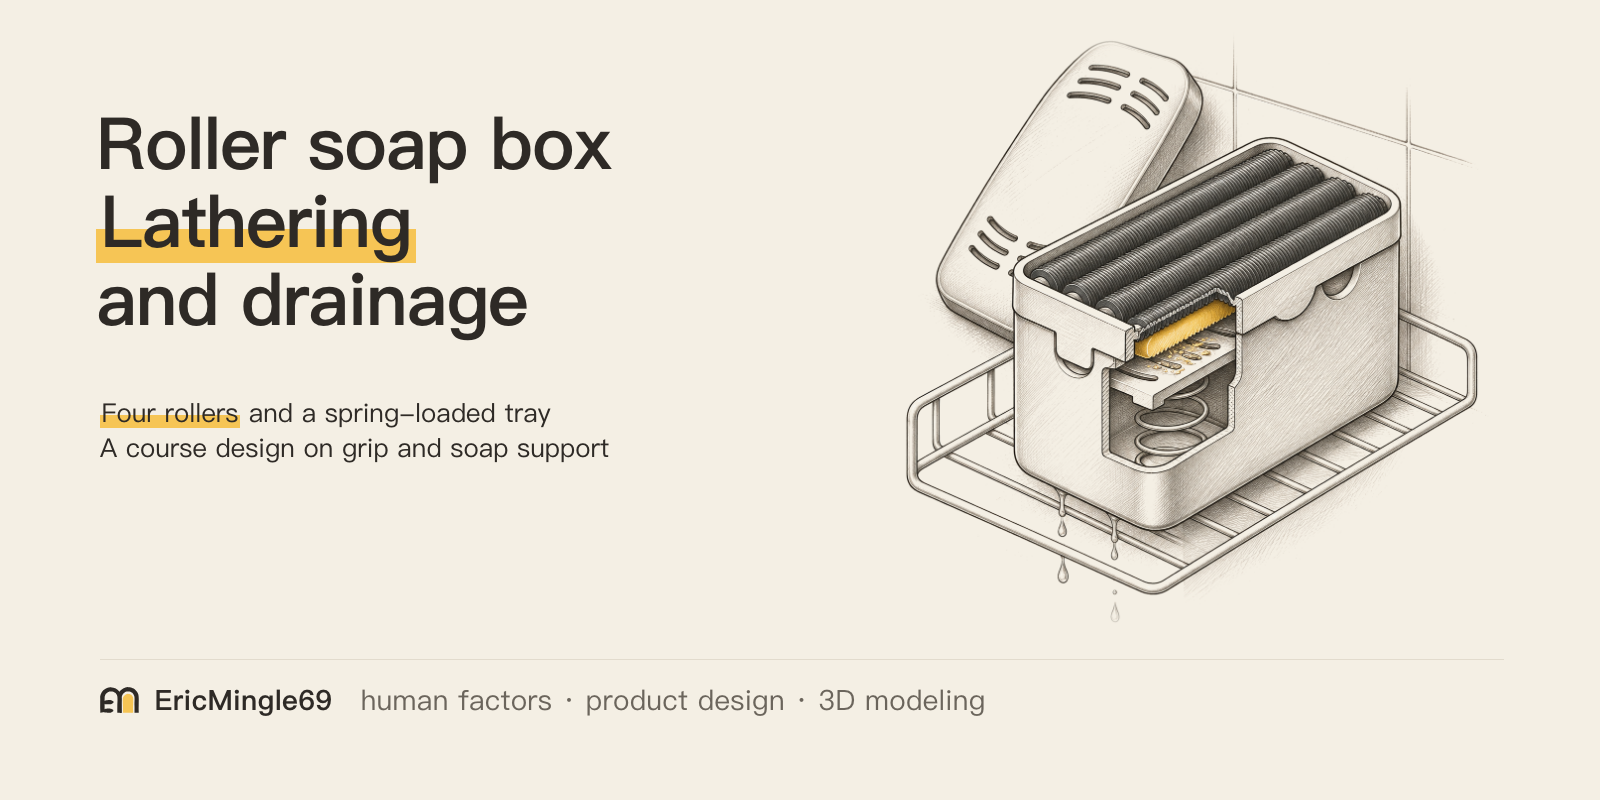 Roller soap box
Lathering
and drainage
Four rollers and a spring-loaded tray
A course design on grip and soap support
EricMingle69 human factors · product design · 3D modeling